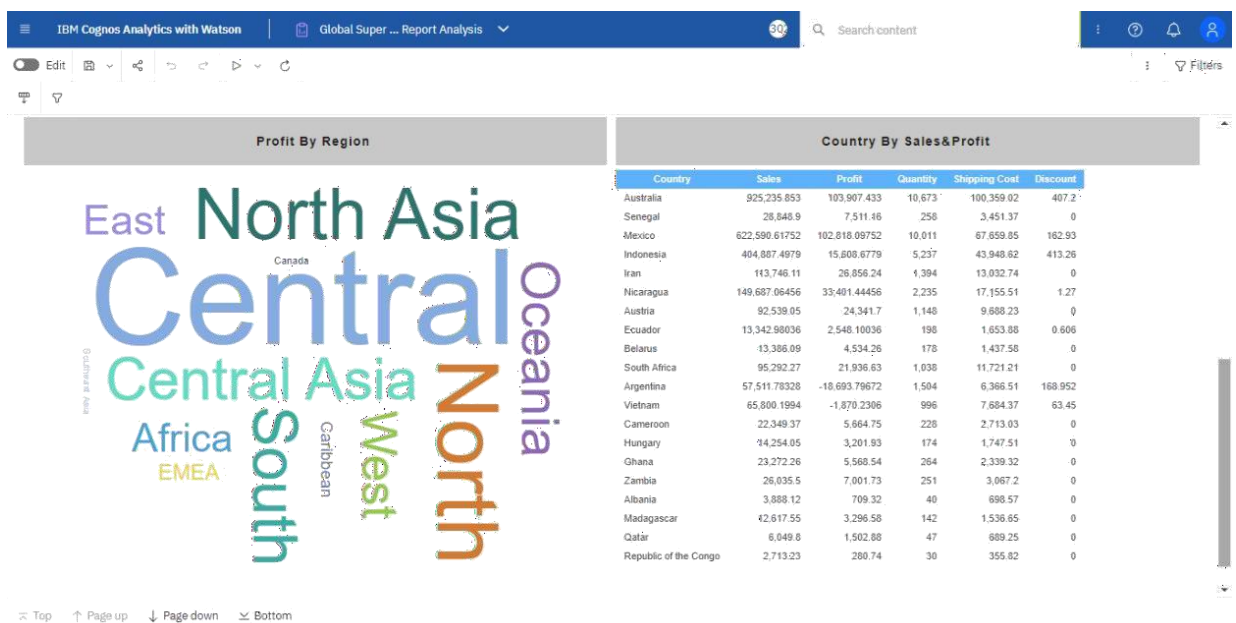 IBM Cognos Analytics with Watson Global Super ... Report Analysis Search content
Edit Filters
Profit By Region
East
North Asia
Canada
Central
Oceania
Southeast Asia
Central Asia
North
Africa
South
Caribbean
West
EMEA
Country By Sales&Profit
Country Sales Profit Quantity Shipping Cost Discount
Australia 925,235.853 103,907.433 10,673 100,359.02 407.2
Senegal 28,848.9 7,511.46 258 3,451.37 0
Mexico 622,590.61752 102,818.09752 10,011 67,659.85 162.93
Indonesia 404,887.4979 15,608.6779 5,237 43,948.62 413.26
Iran 113,746.11 26,856.24 1,394 13,032.74 0
Nicaragua 149,687.06456 33,401.44456 2,235 17,155.51 1.27
Austria 92,539.05 24,341.7 1,148 9,688.23 0
Ecuador 13,342.98036 2,548.10036 198 1,653.88 0.606
Belarus 13,386.09 4,534.26 178 1,437.58 0
South Africa 95,292.27 21,936.63 1,038 11,721.21 0
Argentina 57,511.78328 -18,693.79672 1,504 6,366.51 168.952
Vietnam 65,800.1994 -1,870.2306 996 7,684.37 63.45
Cameroon 22,349.37 5,664.75 228 2,713.03 0
Hungary 14,254.05 3,201.93 174 1,747.51 0
Ghana 23,272.26 5,568.54 264 2,339.32 0
Zambia 26,035.5 7,001.73 251 3,067.2 0
Albania 3,888.12 709.32 40 698.57 0
Madagascar 12,617.55 3,296.58 142 1,536.65 0
Qatar 6,049.8 1,502.88 47 689.25 0
Republic of the Congo 2,713.23 280.74 30 355.82 0
Top Page up Page down Bottom